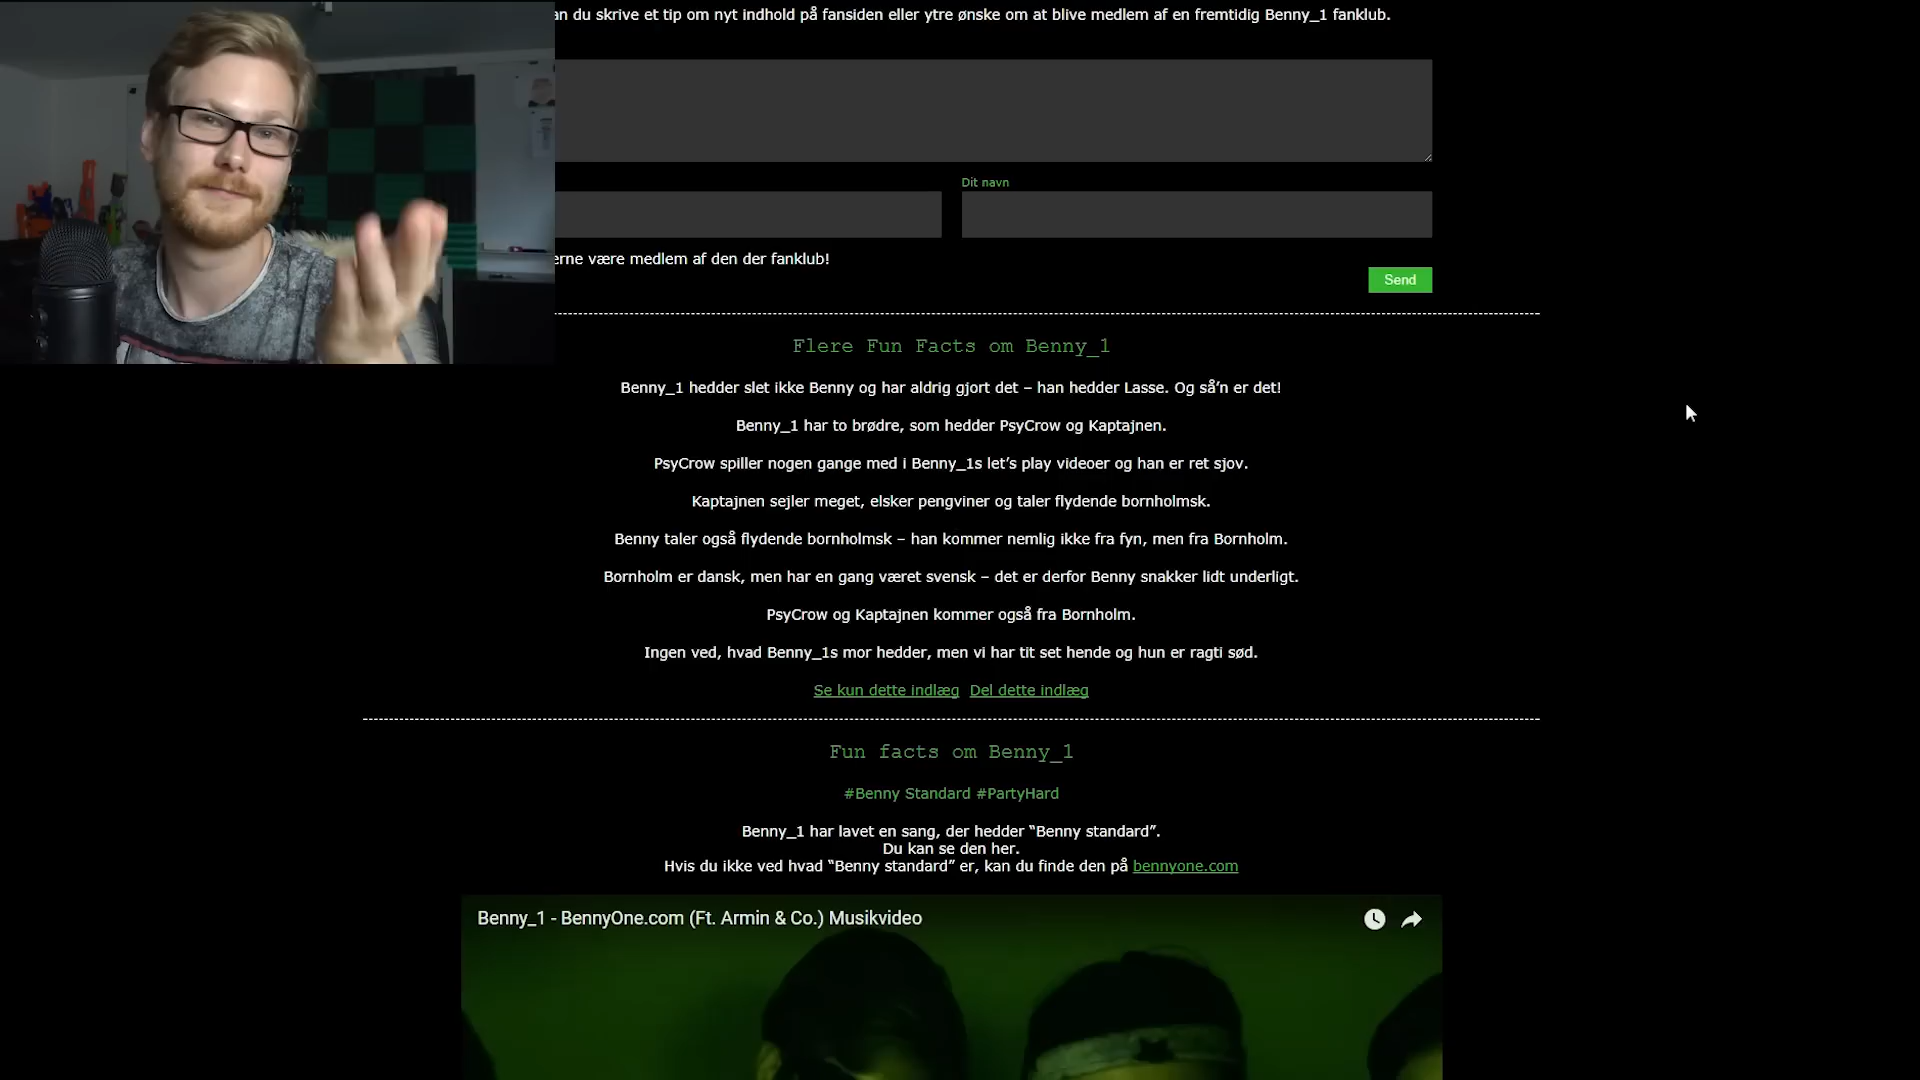 an du skrive et tip om nyt indhold på fansiden eller ytre ønske om at blive medlem af en fremtidig Benny_1 fanklub.
Dit navn
erne være medlem af den der fanklub!
Send
Flere Fun Facts om Benny_1
Benny_1 hedder slet ikke Benny og har aldrig gjort det – han hedder Lasse. Og så’n er det!
Benny_1 har to brødre, som hedder PsyCrow og Kaptajnen.
PsyCrow spiller nogen gange med i Benny_1s let’s play videoer og han er ret sjov.
Kaptajnen sejler meget, elsker pengviner og taler flydende bornholmsk.
Benny taler også flydende bornholmsk – han kommer nemlig ikke fra fyn, men fra Bornholm.
Bornholm er dansk, men har en gang været svensk – det er derfor Benny snakker lidt underligt.
PsyCrow og Kaptajnen kommer også fra Bornholm.
Ingen ved, hvad Benny_1s mor hedder, men vi har tit set hende og hun er ragti sød.
Se kun dette indlæg Del dette indlæg
Fun facts om Benny_1
#Benny Standard #PartyHard
Benny_1 har lavet en sang, der hedder “Benny standard”.
Du kan se den her.
Hvis du ikke ved hvad “Benny standard” er, kan du finde den på bennyone.com
Benny_1 - BennyOne.com (Ft. Armin & Co.) Musikvideo